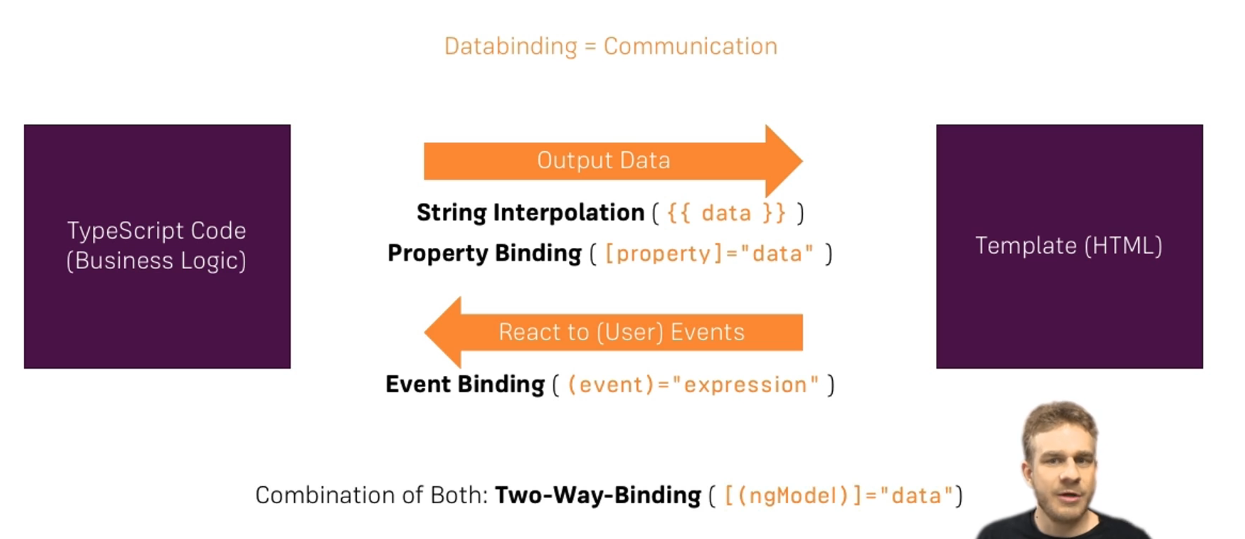 Databinding = Communication
Output Data
String Interpolation ( {{ data }} )
Property Binding ( [property]="data" )
TypeScript Code
(Business Logic)
Template (HTML)
React to (User) Events
Event Binding ( (event)="expression" )
Combination of Both: Two-Way-Binding ( [(ngModel)]="data")